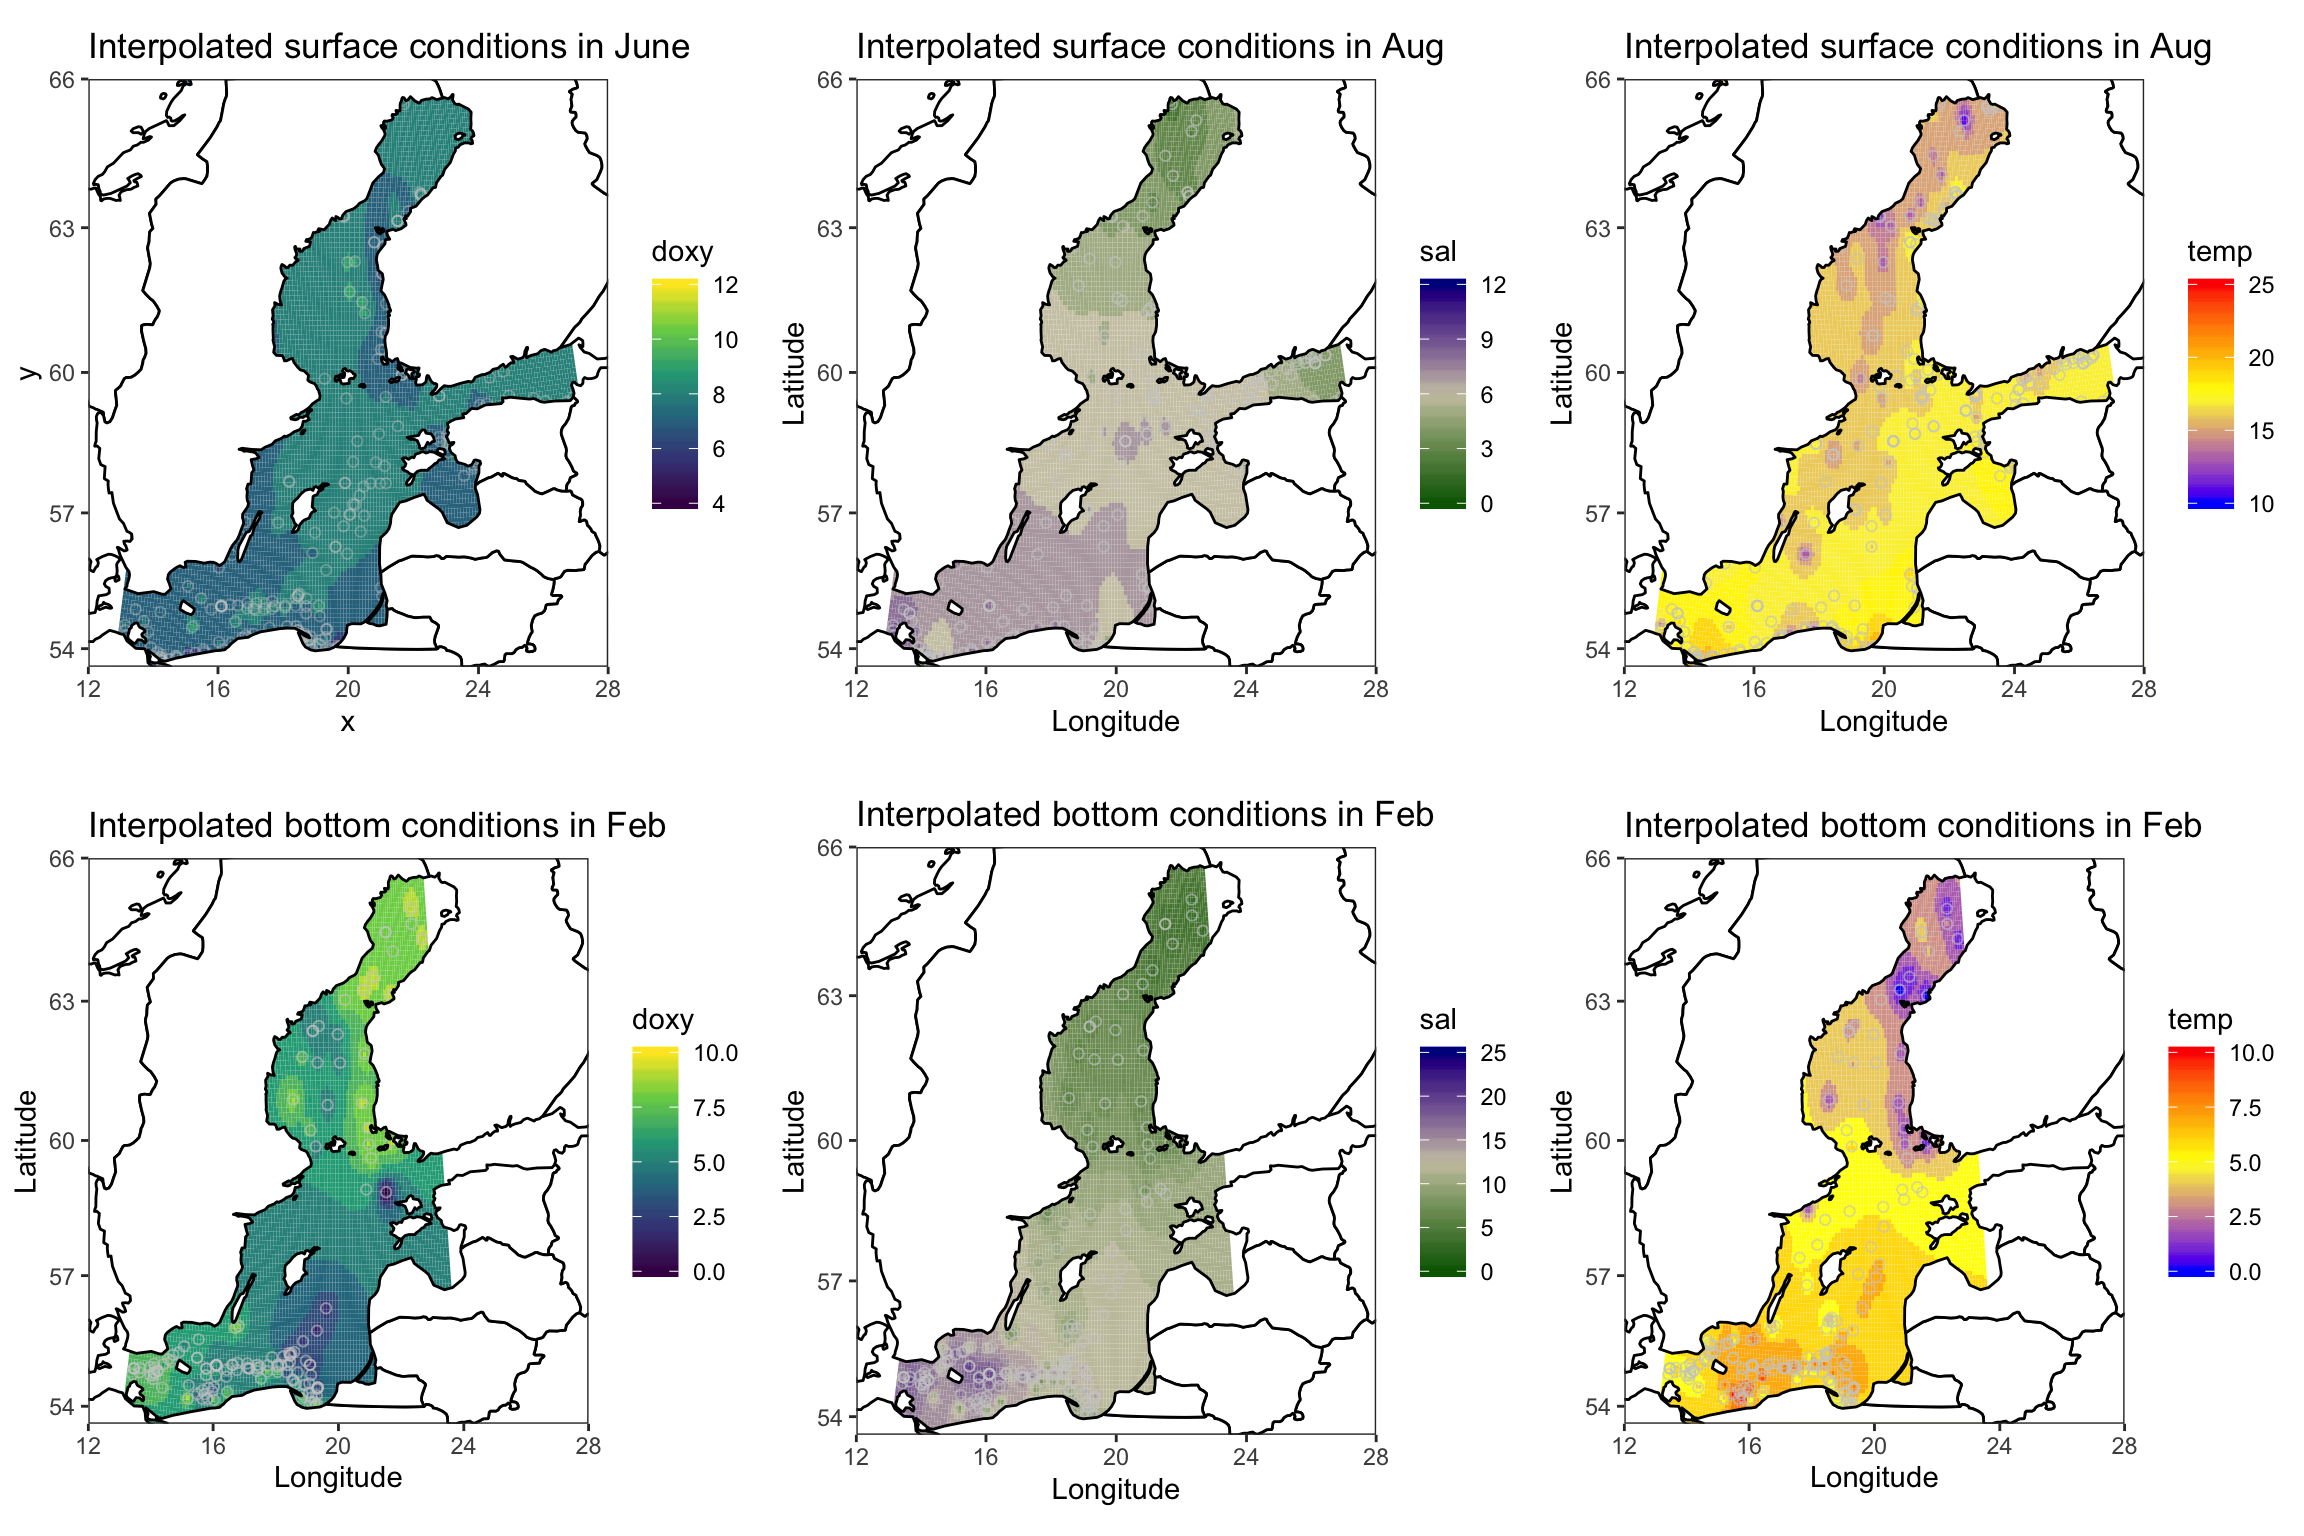 Interpolated surface conditions in June
66
63
60
57
54
12 16 20 24 28
x
y
doxy
12
10
8
6
4
Interpolated surface conditions in Aug
66
63
60
57
54
12 16 20 24 28
Longitude
Latitude
sal
12
9
6
3
0
Interpolated surface conditions in Aug
66
63
60
57
54
12 16 20 24 28
Longitude
Latitude
temp
25
20
15
10
Interpolated bottom conditions in Feb
66
63
60
57
54
12 16 20 24 28
Longitude
Latitude
doxy
10.0
7.5
5.0
2.5
0.0
Interpolated bottom conditions in Feb
66
63
60
57
54
12 16 20 24 28
Longitude
Latitude
sal
25
20
15
10
5
0
Interpolated bottom conditions in Feb
66
63
60
57
54
12 16 20 24 28
Longitude
Latitude
temp
10.0
7.5
5.0
2.5
0.0